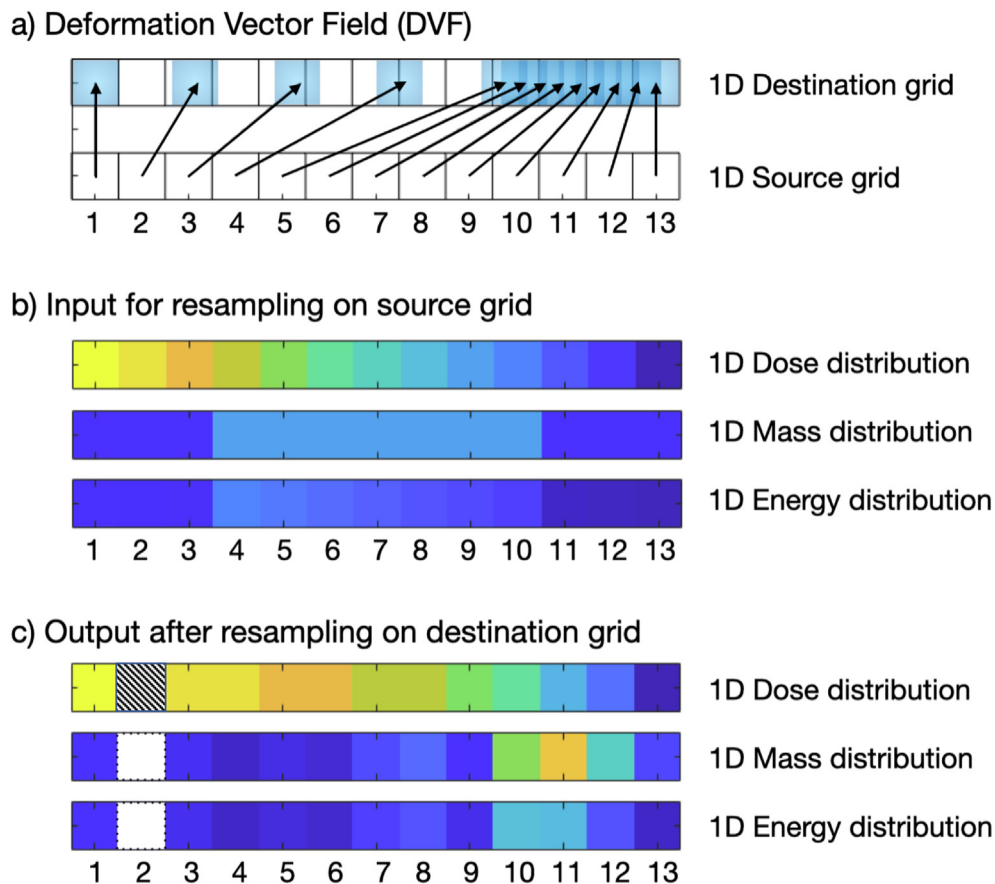 a) Deformation Vector Field (DVF)
1D Destination grid
1D Source grid
1 2 3 4 5 6 7 8 9 10 11 12 13
b) Input for resampling on source grid
1D Dose distribution
1D Mass distribution
1D Energy distribution
1 2 3 4 5 6 7 8 9 10 11 12 13
c) Output after resampling on destination grid
1D Dose distribution
1D Mass distribution
1D Energy distribution
1 2 3 4 5 6 7 8 9 10 11 12 13